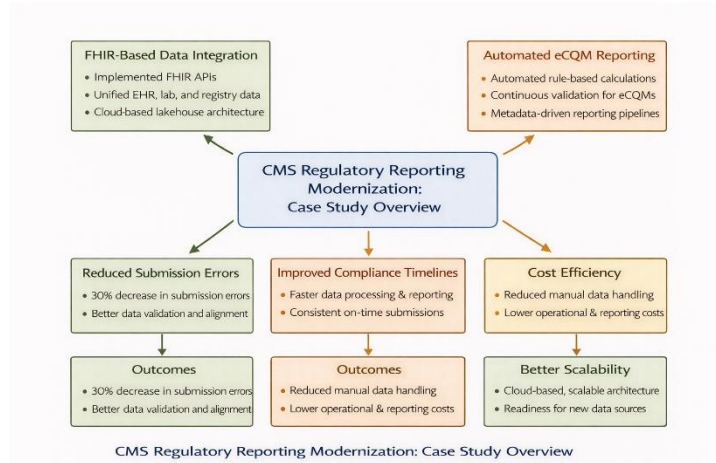 FHIR-Based Data Integration
• Implemented FHIR APIs
• Unified EHR, lab, and registry data
• Cloud-based lakehouse architecture
Automated eCQM Reporting
• Automated rule-based calculations
• Continuous validation for eCQMs
• Metadata-driven reporting pipelines
CMS Regulatory Reporting
Modernization:
Case Study Overview
Reduced Submission Errors
• 30% decrease in submission errors
• Better data validation and alignment
Improved Compliance Timelines
• Faster data processing & reporting
• Consistent on-time submissions
Cost Efficiency
• Reduced manual data handling
• Lower operational & reporting costs
Outcomes
• 30% decrease in submission errors
• Better data validation and alignment
Outcomes
• Reduced manual data handling
• Lower operational & reporting costs
Better Scalability
• Cloud-based, scalable architecture
• Readiness for new data sources
CMS Regulatory Reporting Modernization: Case Study Overview